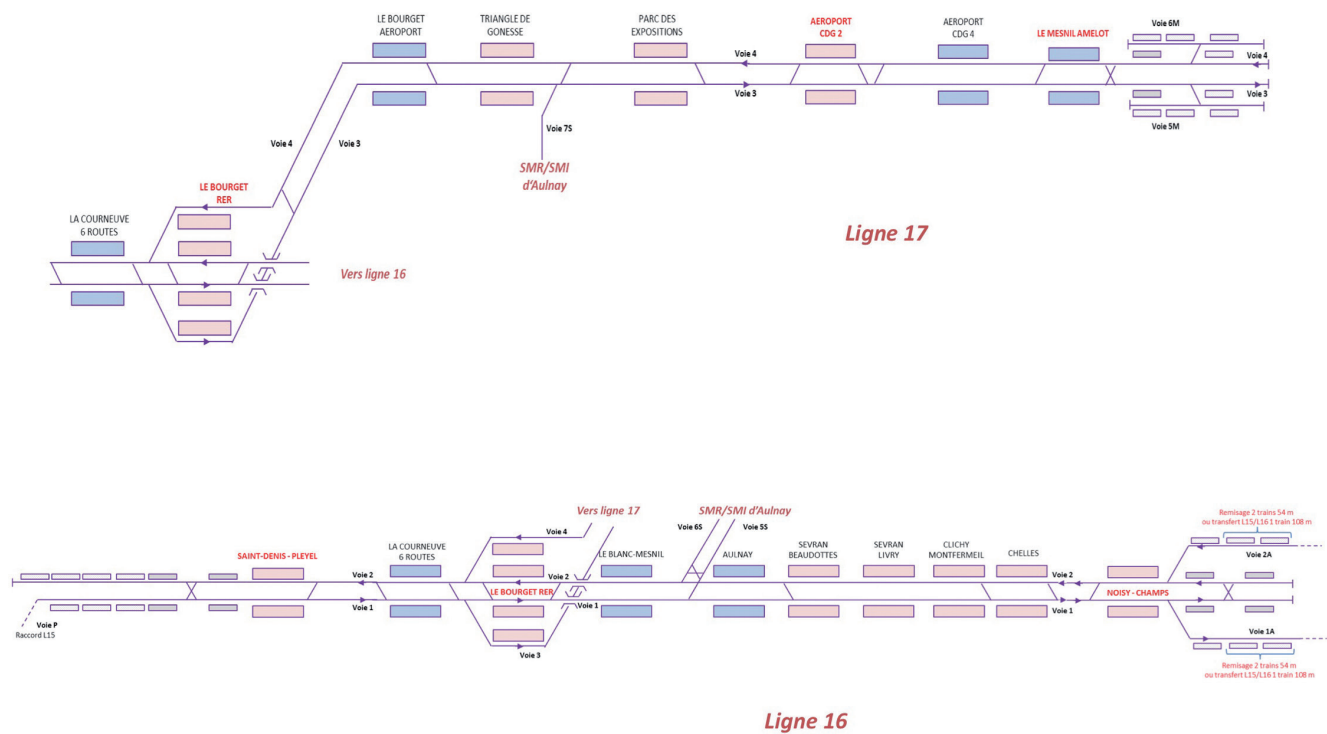 LE BOURGET
AEROPORT
TRIANGLE DE
GONESSE
PARC DES
EXPOSITIONS
AEROPORT
CDG 2
AEROPORT
CDG 4
LE MESNIL AMELOT
Voie 6M
Voie 4
Voie 4
Voie 3
Voie 3
Voie 7S
Voie 5M
Voie 4
Voie 3
SMR/SMI
d'Aulnay
LE BOURGET
RER
LA COURNEUVE
6 ROUTES
Ligne 17
Vers ligne 16
Vers ligne 17
SMR/SMI d'Aulnay
Remisage 2 trains 54 m
ou transfert L15/L16 1 train 108 m
Voie 6S
Voie 5S
Voie 4
SAINT-DENIS - PLEYEL
LA COURNEUVE
6 ROUTES
LE BLANC-MESNIL
AULNAY
SEVRAN
BEAUDOTTES
SEVRAN
LIVRY
CLICHY
MONTFERMEIL
CHELLES
Voie 2A
Voie 2
Voie 2
Voie 2
LE BOURGET RER
NOISY - CHAMPS
Voie 1
Voie 1
Voie 1
Voie P
Raccord L15
Voie 3
Voie 1A
Remisage 2 trains 54 m
ou transfert L15/L16 1 train 108 m
Ligne 16